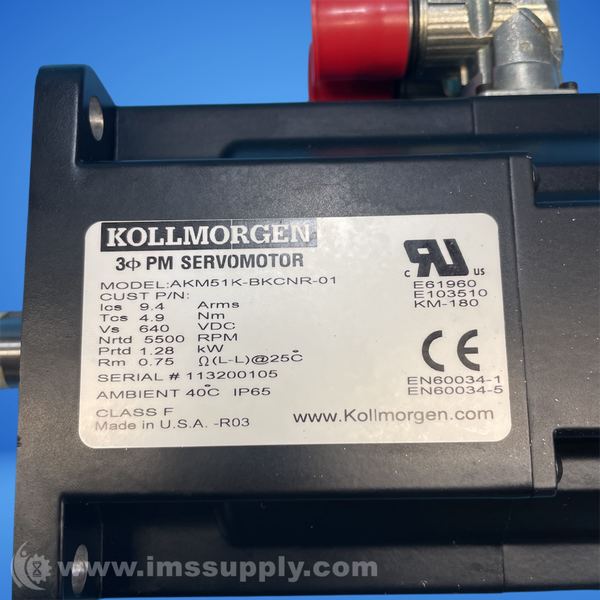 KOLLMORGEN
3Φ PM SERVOMOTOR
MODEL:AKM51K-BKCNR-01
CUST P/N:
Ics 9.4 Arms
Tcs 4.9 Nm
Vs 640 VDC
Nrtd 5500 RPM
Prtd 1.28 kW
Rm 0.75 Ω(L-L)@25°C
SERIAL # 113200105
AMBIENT 40°C IP65
CLASS F
Made in U.S.A. -R03
c RU us
E61960
E103510
KM-180
CE
EN60034-1
EN60034-5
www.Kollmorgen.com
www.imssupply.com